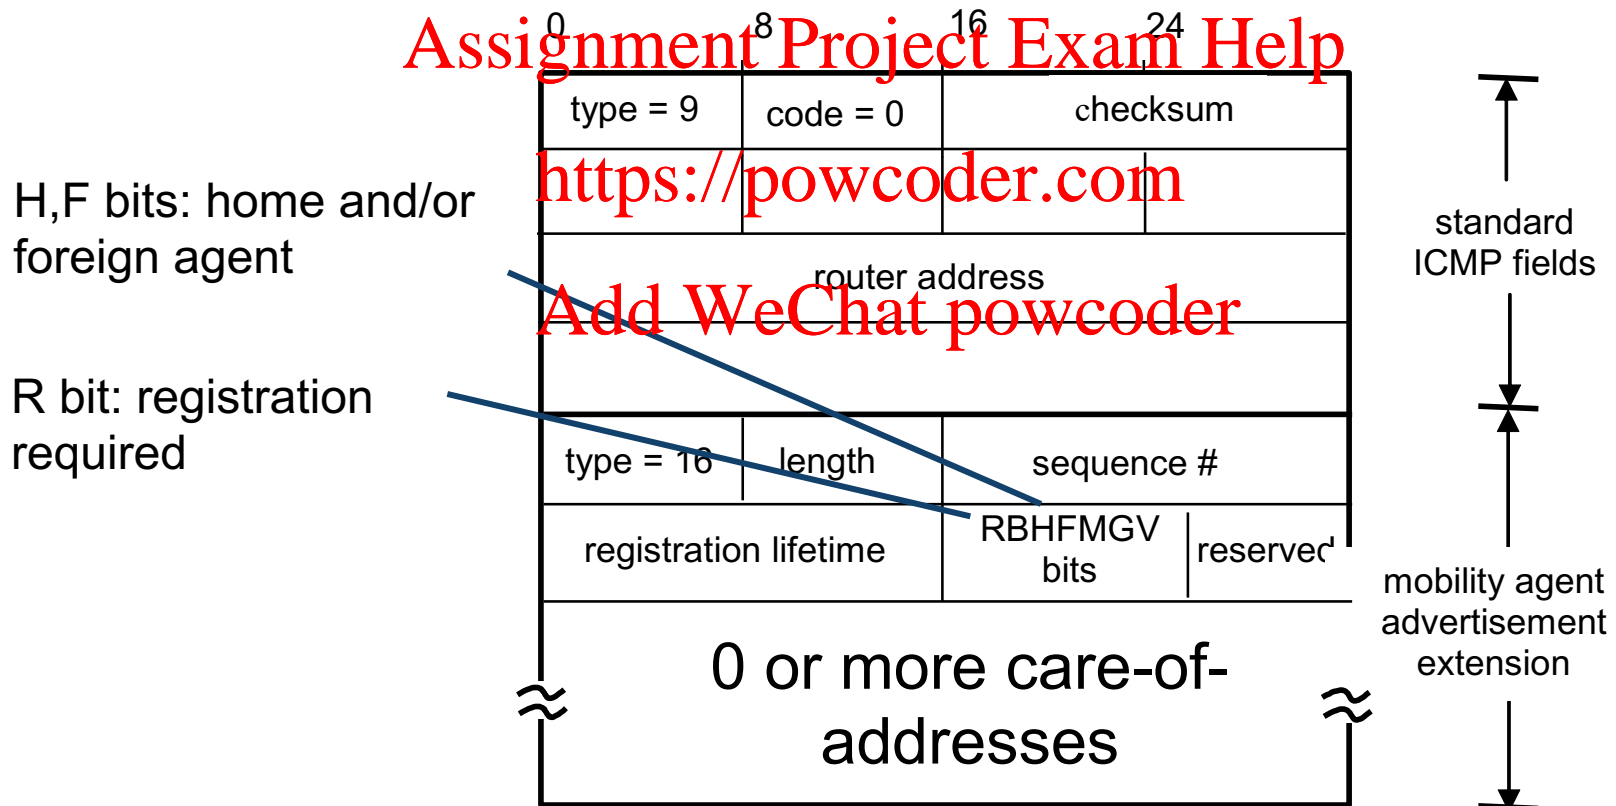 0 8 16 24
Assignment Project Exam Help
type = 9 code = 0 checksum
https://powcoder.com
H,F bits: home and/or
foreign agent
standard
ICMP fields
router address
Add WeChat powcoder
R bit: registration
required
type = 16 length sequence #
registration lifetime
RBHFMGV
bits
reserved
mobility agent
advertisement
extension
0 or more care-of-
addresses